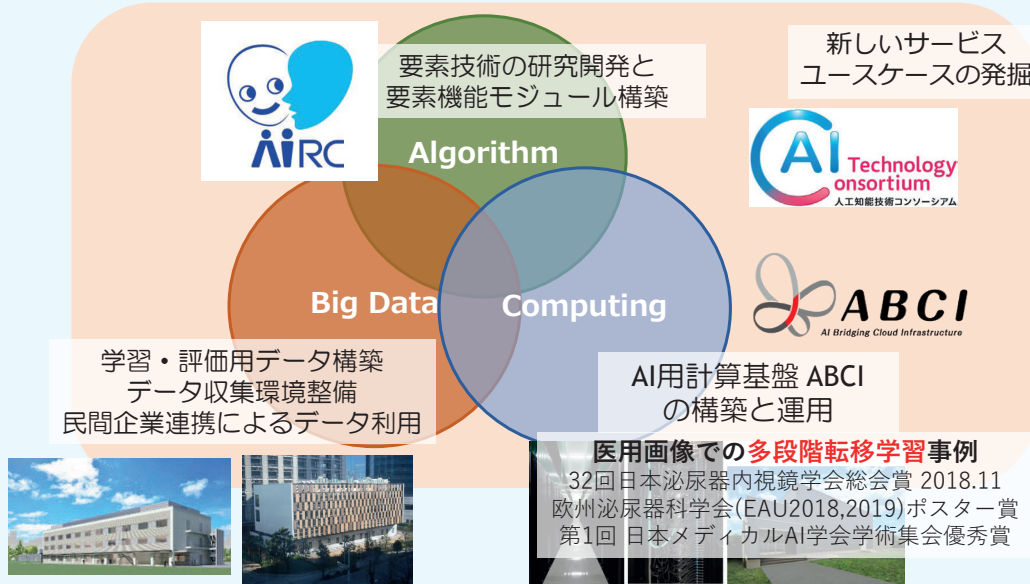 AIRC
要素技術の研究開発と
要素機能モジュール構築
新しいサービス
ユースケースの発掘
Algorithm
AI Technology
Consortium
人工知能技術コンソーシアム
Big Data
Computing
ABCI
AI Bridging Cloud Infrastructure
学習・評価用データ構築
データ収集環境整備
民間企業連携によるデータ利用
AI用計算基盤 ABCI
の構築と運用
医用画像での多段階転移学習事例
32回日本泌尿器内視鏡学会総会賞 2018.11
欧州泌尿器科学会(EAU2018,2019)ポスター賞
第1回 日本メディカルAI学会学術集会優秀賞